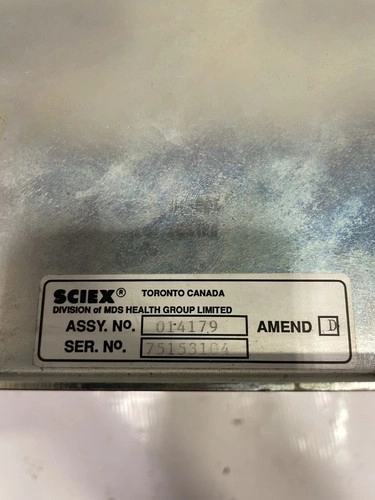 SCIEX® TORONTO CANADA
DIVISION of MDS HEALTH GROUP LIMITED
ASSY. No. 014179 AMEND D
SER. No. 75153104